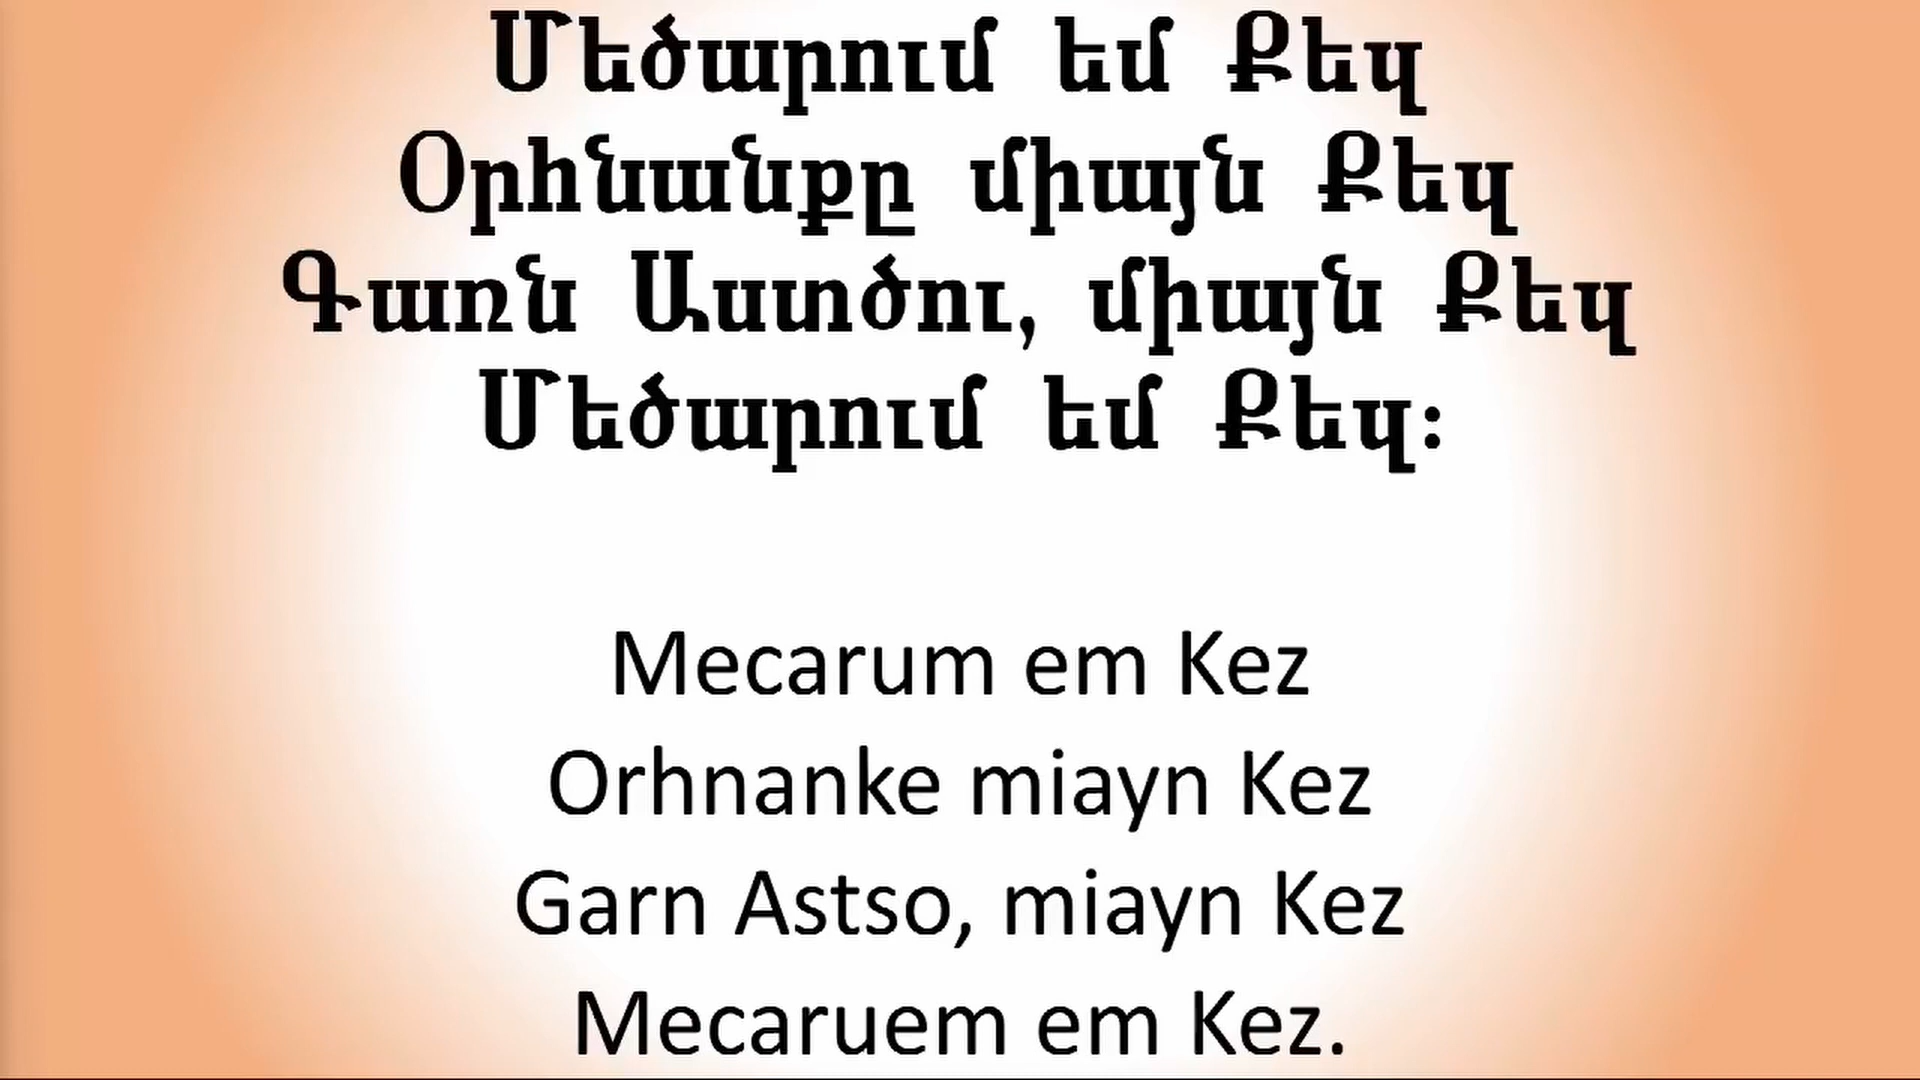 Մեծարում եմ Քեզ
Օրհնանքը միայն Քեզ
Գառն Աստծու, միայն Քեզ
Մեծարում եմ Քեզ:
Mecarum em Kez
Orhnanke miayn Kez
Garn Astso, miayn Kez
Mecaruem em Kez.